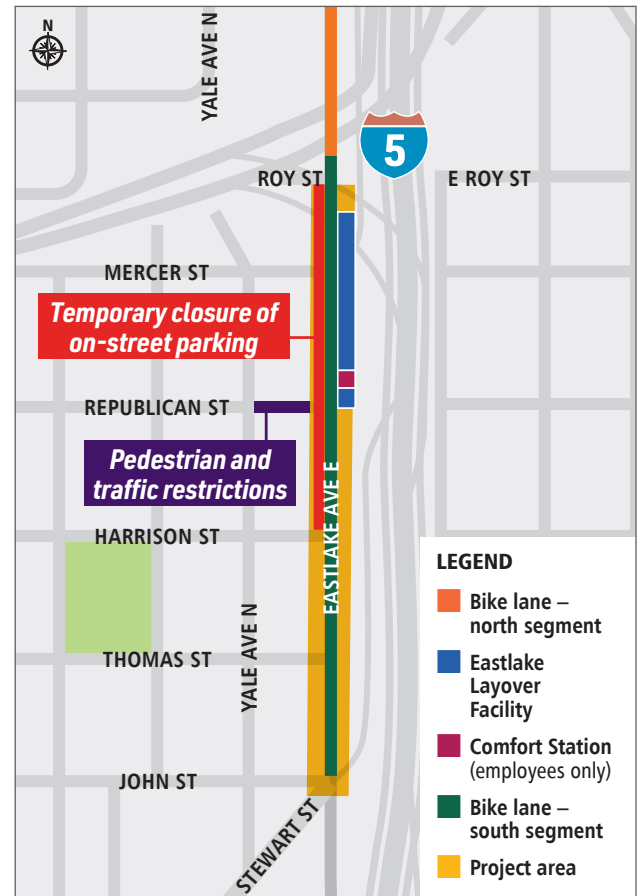 N
YALE AVE N
5
ROY ST
E ROY ST
MERCER ST
Temporary closure of
on-street parking
REPUBLICAN ST
Pedestrian and
traffic restrictions
EASTLAKE AVE E
HARRISON ST
YALE AVE N
THOMAS ST
JOHN ST
STEWART ST
LEGEND
Bike lane –
north segment
Eastlake
Layover
Facility
Comfort Station
(employees only)
Bike lane –
south segment
Project area